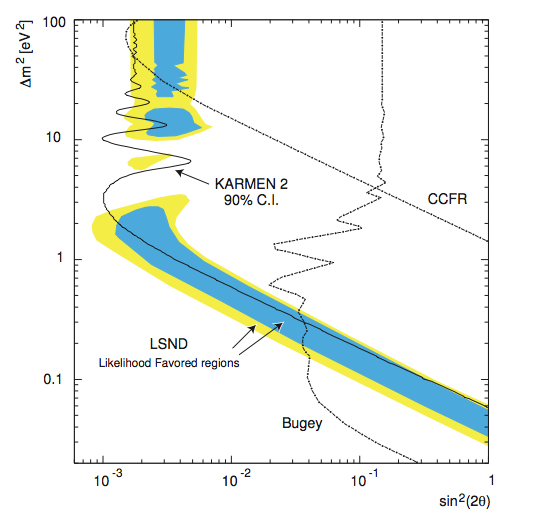 Δm² [eV²]
100
10
1
0.1
KARMEN 2
90% C.l.
CCFR
LSND
Likelihood Favored regions
Bugey
10⁻³
10⁻²
10⁻¹
1
sin²(2θ)